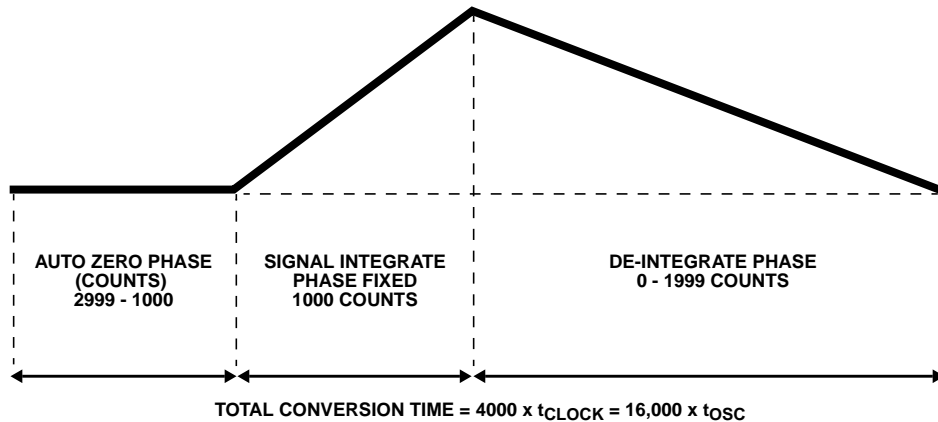 AUTO ZERO PHASE
(COUNTS)
2999 - 1000
SIGNAL INTEGRATE
PHASE FIXED
1000 COUNTS
DE-INTEGRATE PHASE
0 - 1999 COUNTS
TOTAL CONVERSION TIME = 4000 x tCLOCK = 16,000 x tOSC